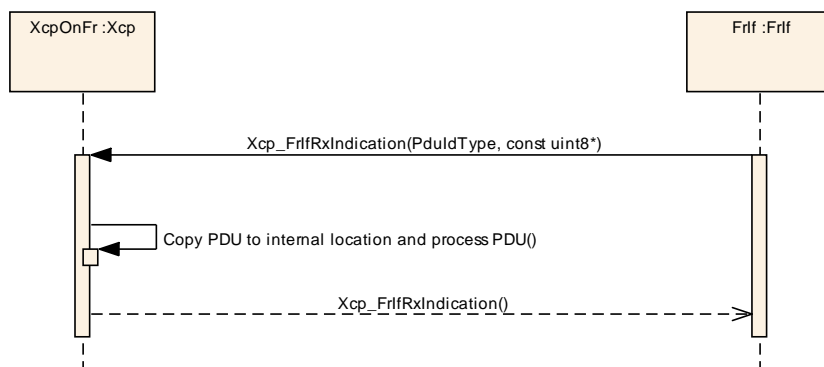 XcpOnFr :Xcp
FrIf :FrIf
Xcp_FrIfRxIndication(PduIdType, const uint8*)
Copy PDU to internal location and process PDU()
Xcp_FrIfRxIndication()